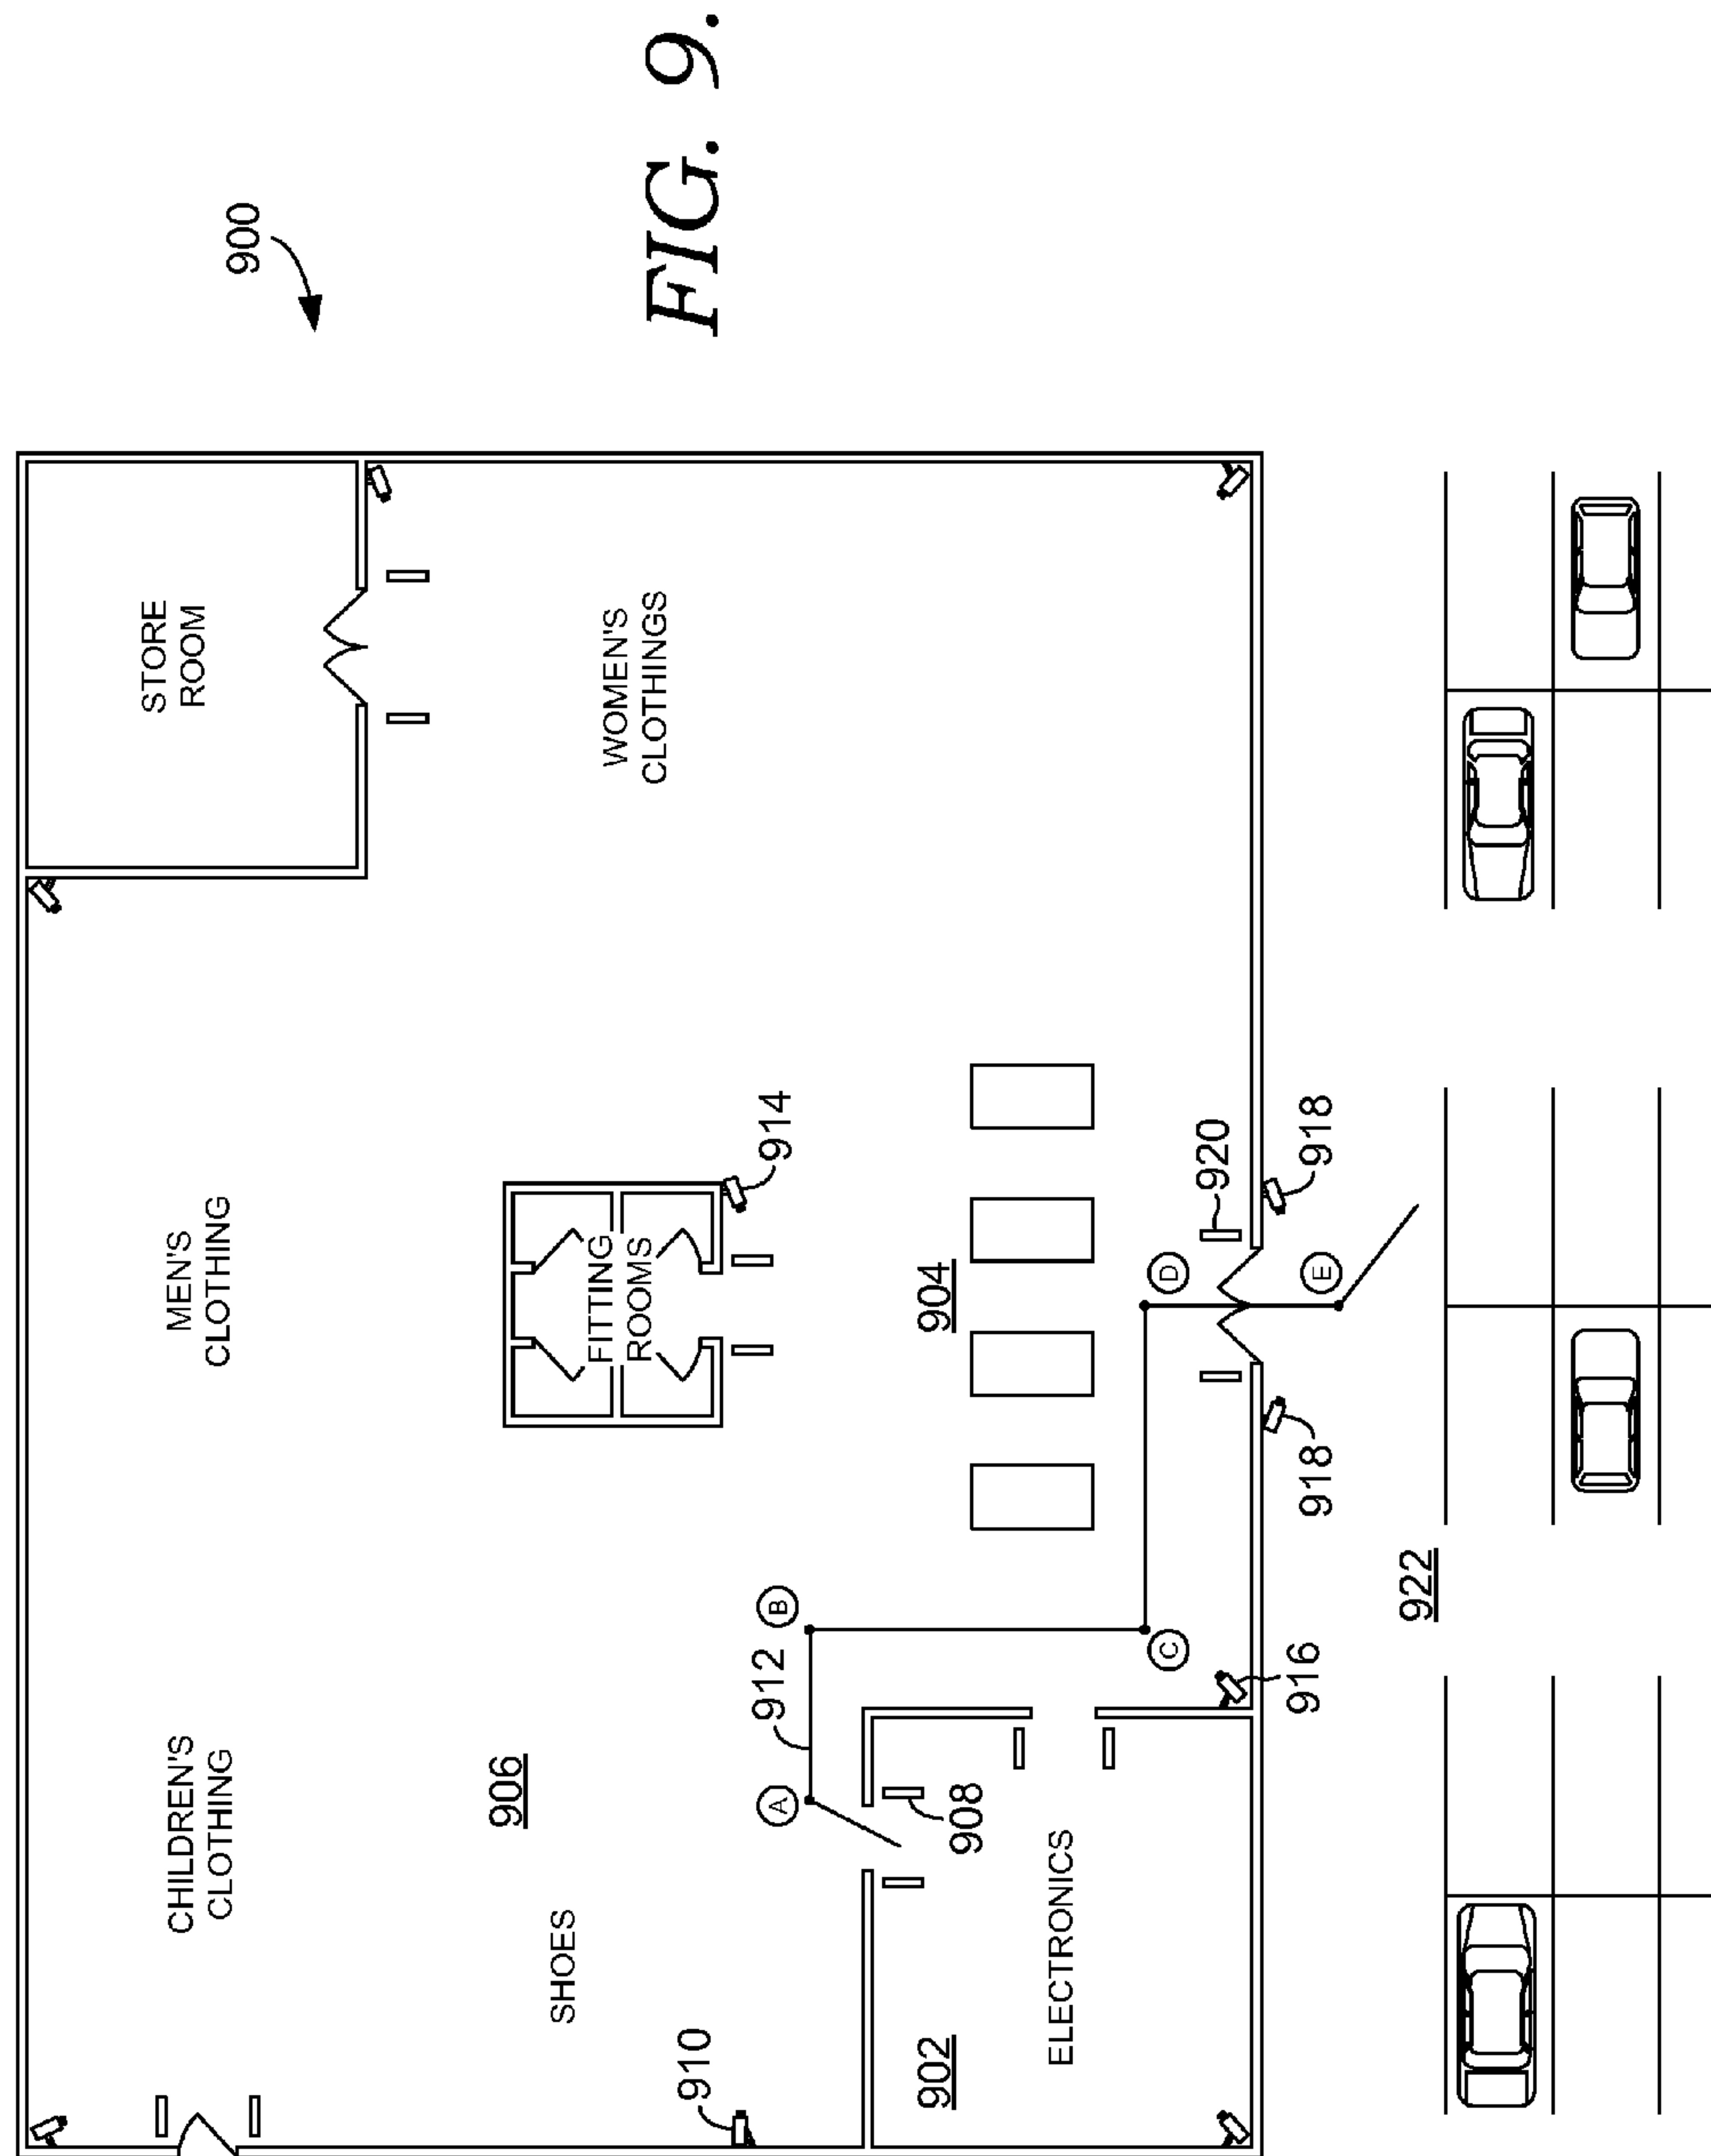 900
STORE
ROOM
MEN'S
CLOTHING
CHILDREN'S
CLOTHING
906
SHOES
FITTING
ROOMS
WOMEN'S
CLOTHINGS
FIG. 9.
910
A
912
B
914
902
908
904
ELECTRONICS
C
D
920
916
918
E
918
922